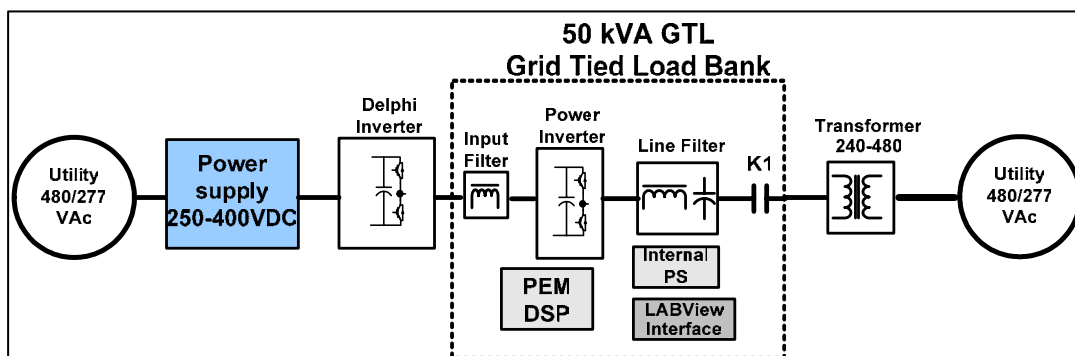 50 kVA GTL
Grid Tied Load Bank
Delphi
Inverter
Input
Filter
Power
Inverter
Line Filter
K1
Transformer
240-480
Utility
480/277
VAc
Power
supply
250-400VDC
Utility
480/277
VAc
Internal
PS
PEM
DSP
LABView
Interface